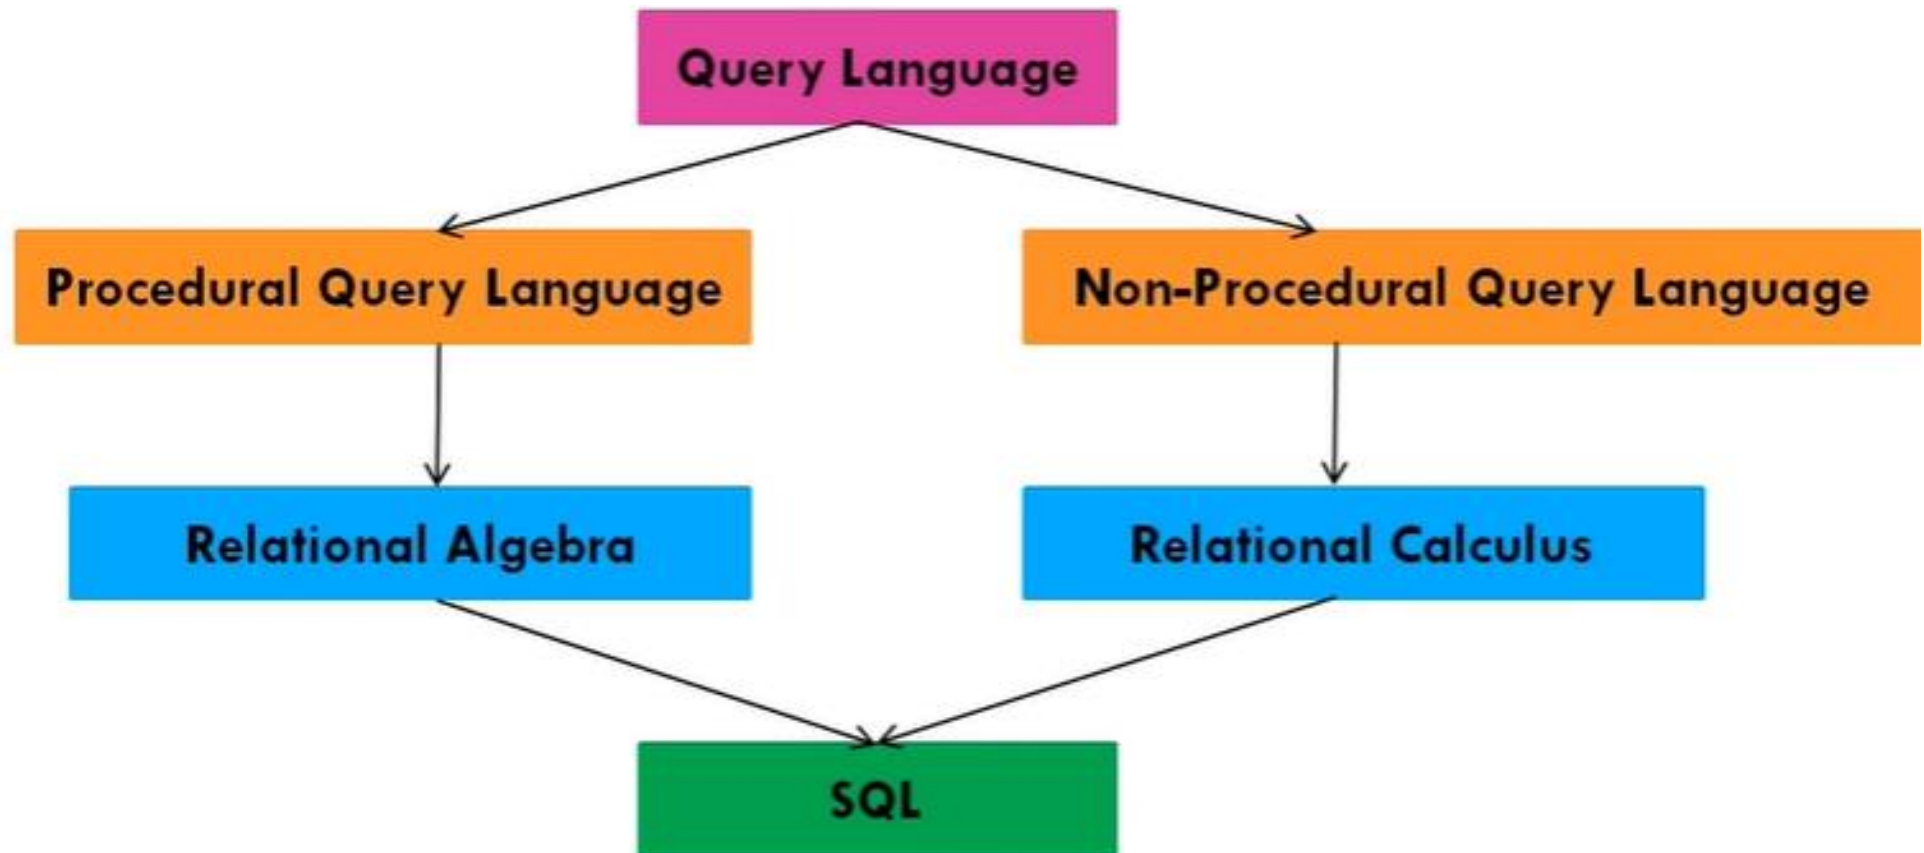 Query Language
Procedural Query Language
Non-Procedural Query Language
Relational Algebra
Relational Calculus
SQL